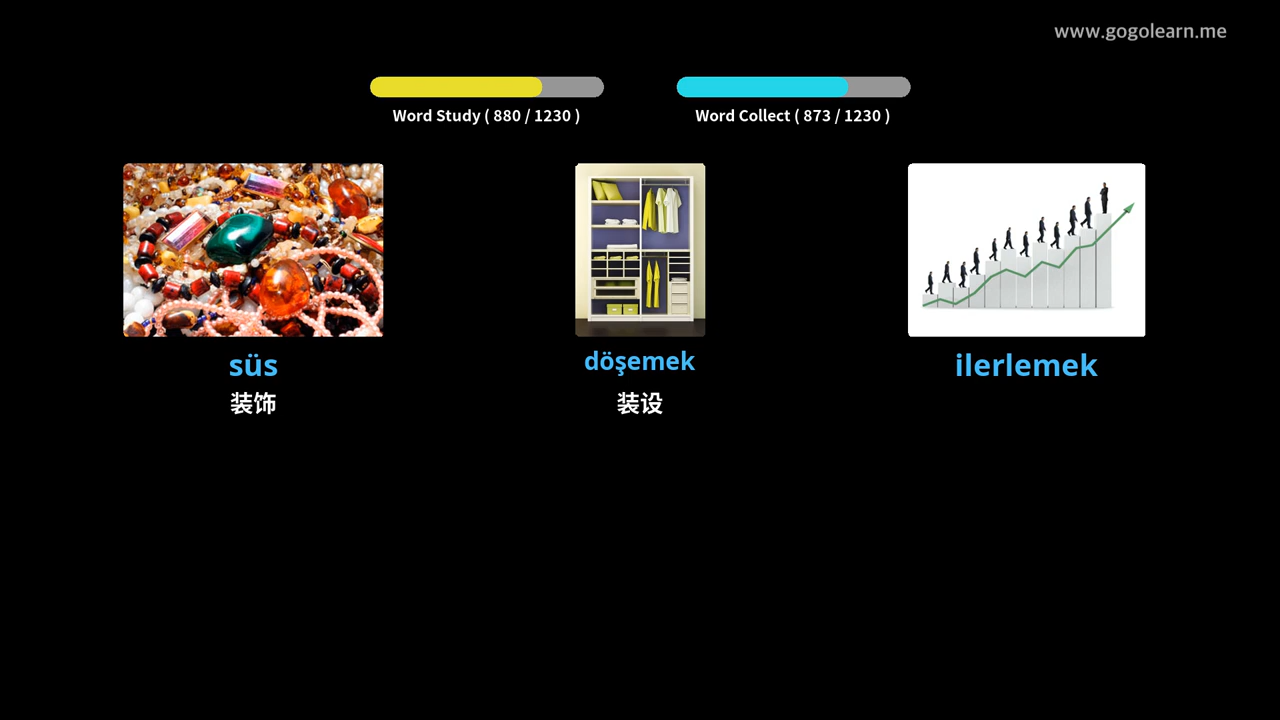 www.gogolearn.me
Word Study ( 880 / 1230 )
Word Collect ( 873 / 1230 )
süs
döşemek
ilerlemek
装饰
装设